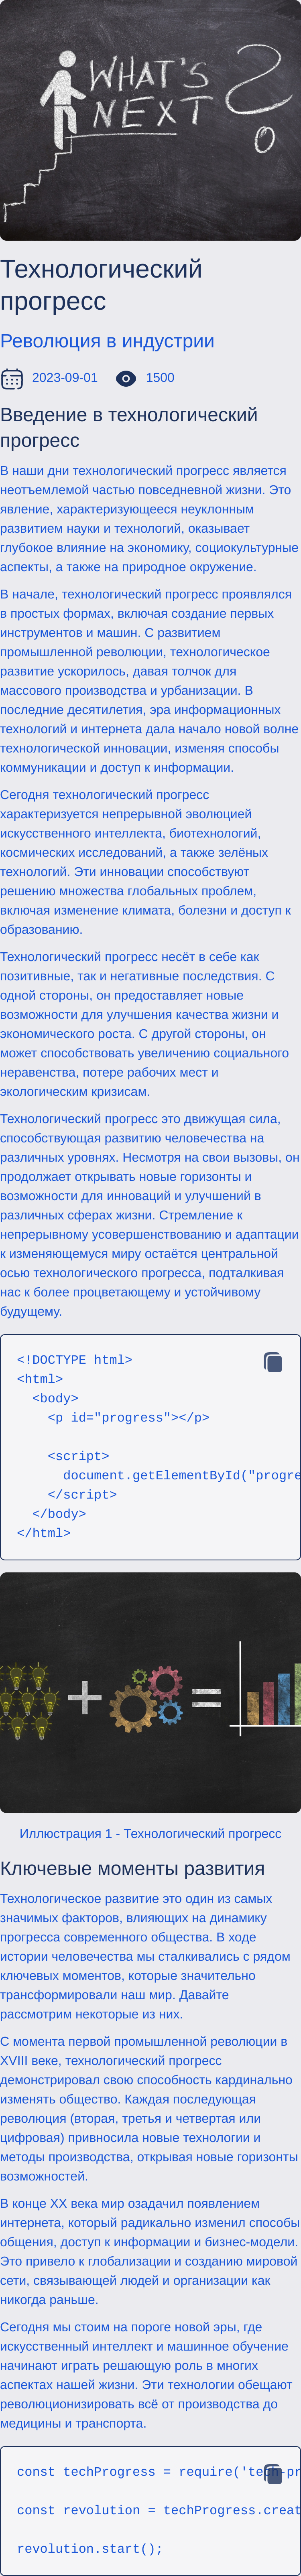 WHAT'S
NEXT ?
Технологический
прогресс
Революция в индустрии
2023-09-01 1500
Введение в технологический
прогресс
В наши дни технологический прогресс является
неотъемлемой частью повседневной жизни. Это
явление, характеризующееся неуклонным
развитием науки и технологий, оказывает
глубокое влияние на экономику, социокультурные
аспекты, а также на природное окружение.
В начале, технологический прогресс проявлялся
в простых формах, включая создание первых
инструментов и машин. С развитием
промышленной революции, технологическое
развитие ускорилось, давая толчок для
массового производства и урбанизации. В
последние десятилетия, эра информационных
технологий и интернета дала начало новой волне
технологической инновации, изменяя способы
коммуникации и доступ к информации.
Сегодня технологический прогресс
характеризуется непрерывной эволюцией
искусственного интеллекта, биотехнологий,
космических исследований, а также зелёных
технологий. Эти инновации способствуют
решению множества глобальных проблем,
включая изменение климата, болезни и доступ к
образованию.
Технологический прогресс несёт в себе как
позитивные, так и негативные последствия. С
одной стороны, он предоставляет новые
возможности для улучшения качества жизни и
экономического роста. С другой стороны, он
может способствовать увеличению социального
неравенства, потере рабочих мест и
экологическим кризисам.
Технологический прогресс это движущая сила,
способствующая развитию человечества на
различных уровнях. Несмотря на свои вызовы, он
продолжает открывать новые горизонты и
возможности для инноваций и улучшений в
различных сферах жизни. Стремление к
непрерывному усовершенствованию и адаптации
к изменяющемуся миру остаётся центральной
осью технологического прогресса, подталкивая
нас к более процветающему и устойчивому
будущему.
<!DOCTYPE html>
<html>
<body>
<p id="progress"></p>
<script>
document.getElementById("progre
</script>
</body>
</html>
Иллюстрация 1 - Технологический прогресс
Ключевые моменты развития
Технологическое развитие это один из самых
значимых факторов, влияющих на динамику
прогресса современного общества. В ходе
истории человечества мы сталкивались с рядом
ключевых моментов, которые значительно
трансформировали наш мир. Давайте
рассмотрим некоторые из них.
С момента первой промышленной революции в
XVIII веке, технологический прогресс
демонстрировал свою способность кардинально
изменять общество. Каждая последующая
революция (вторая, третья и четвертая или
цифровая) привносила новые технологии и
методы производства, открывая новые горизонты
возможностей.
В конце XX века мир озадачил появлением
интернета, который радикально изменил способы
общения, доступ к информации и бизнес-модели.
Это привело к глобализации и созданию мировой
сети, связывающей людей и организации как
никогда раньше.
Сегодня мы стоим на пороге новой эры, где
искусственный интеллект и машинное обучение
начинают играть решающую роль в многих
аспектах нашей жизни. Эти технологии обещают
революционизировать всё от производства до
медицины и транспорта.
const techProgress = require('tech-pr
const revolution = techProgress.creat
revolution.start();